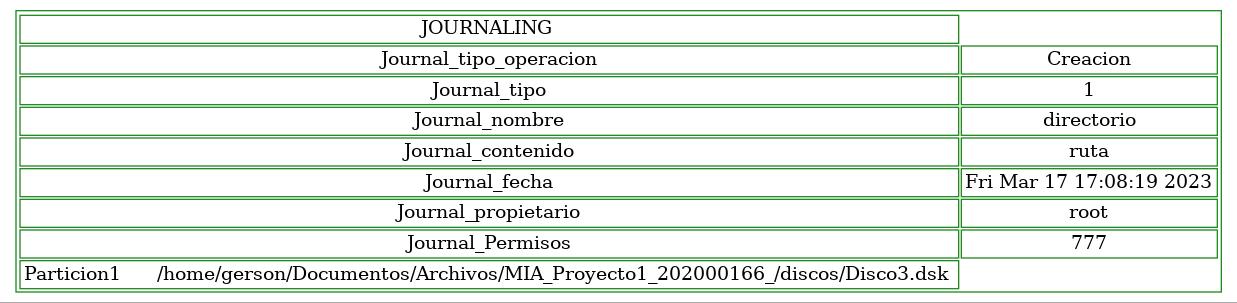 JOURNALING
Journal_tipo_operacion Creacion
Journal_tipo 1
Journal_nombre directorio
Journal_contenido ruta
Journal_fecha Fri Mar 17 17:08:19 2023
Journal_propietario root
Journal_Permisos 777
Particion1 /home/gerson/Documentos/Archivos/MIA_Proyecto1_202000166_/discos/Disco3.dsk